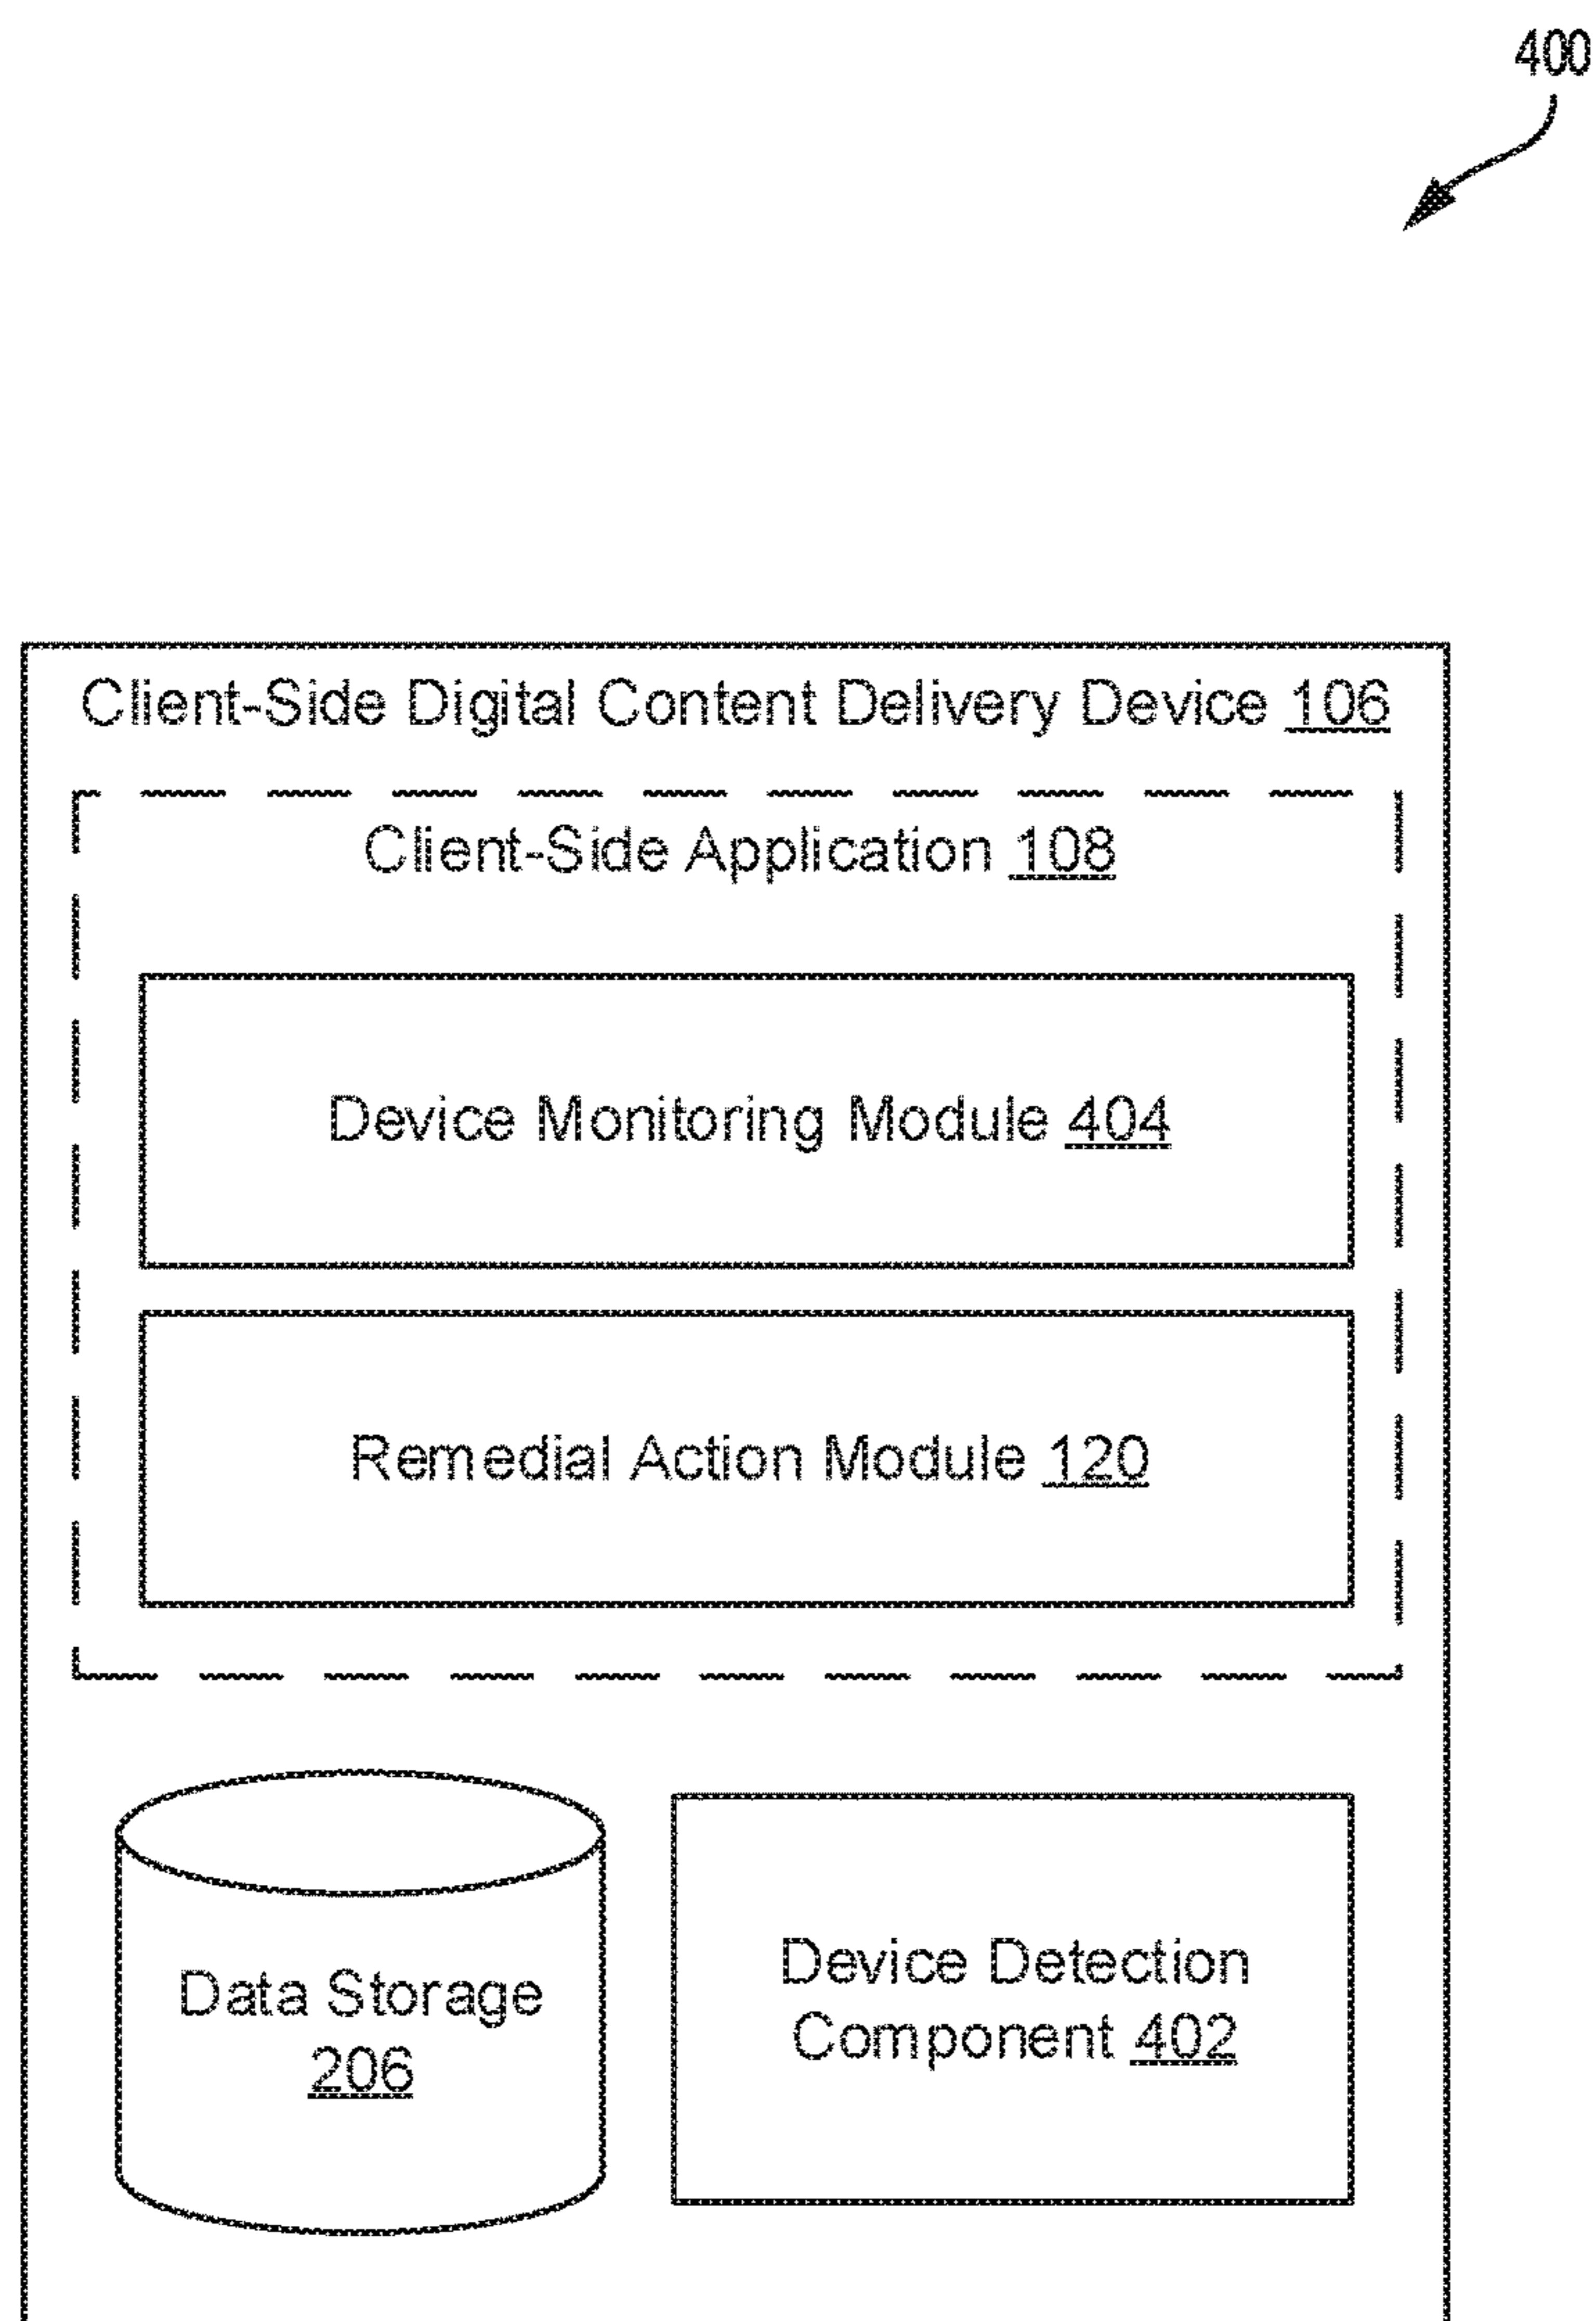 400
Client-Side Digital Content Delivery Device 106
Client-Side Application 108
Device Monitoring Module 404
Remedial Action Module 120
Data Storage
206
Device Detection
Component 402